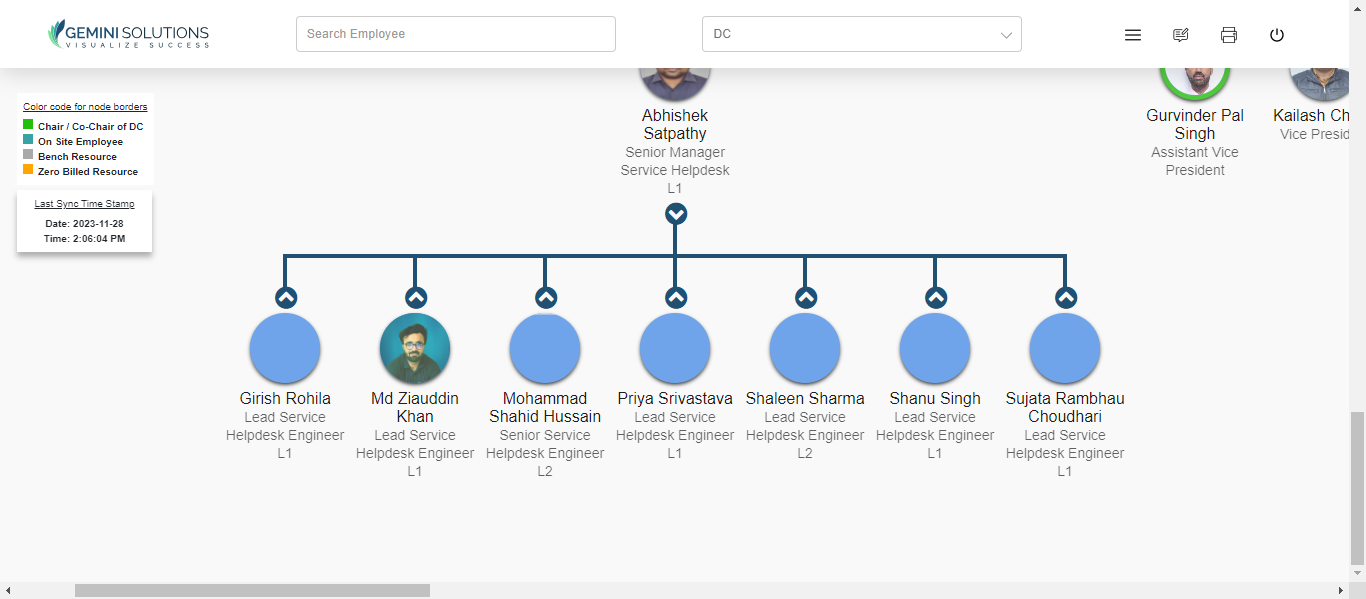 GEMINI SOLUTIONS
VISUALIZE SUCCESS
Search Employee
DC
Color code for node borders
Chair / Co-Chair of DC
On Site Employee
Bench Resource
Zero Billed Resource
Last Sync Time Stamp
Date: 2023-11-28
Time: 2:06:04 PM
Abhishek
Satpathy
Senior Manager
Service Helpdesk
L1
Gurvinder Pal
Singh
Assistant Vice
President
Kailash Ch
Vice Presid
Girish Rohila
Lead Service
Helpdesk Engineer
L1
Md Ziauddin
Khan
Lead Service
Helpdesk Engineer
L1
Mohammad
Shahid Hussain
Senior Service
Helpdesk Engineer
L2
Priya Srivastava
Lead Service
Helpdesk Engineer
L1
Shaleen Sharma
Lead Service
Helpdesk Engineer
L2
Shanu Singh
Lead Service
Helpdesk Engineer
L1
Sujata Rambhau
Choudhari
Lead Service
Helpdesk Engineer
L1